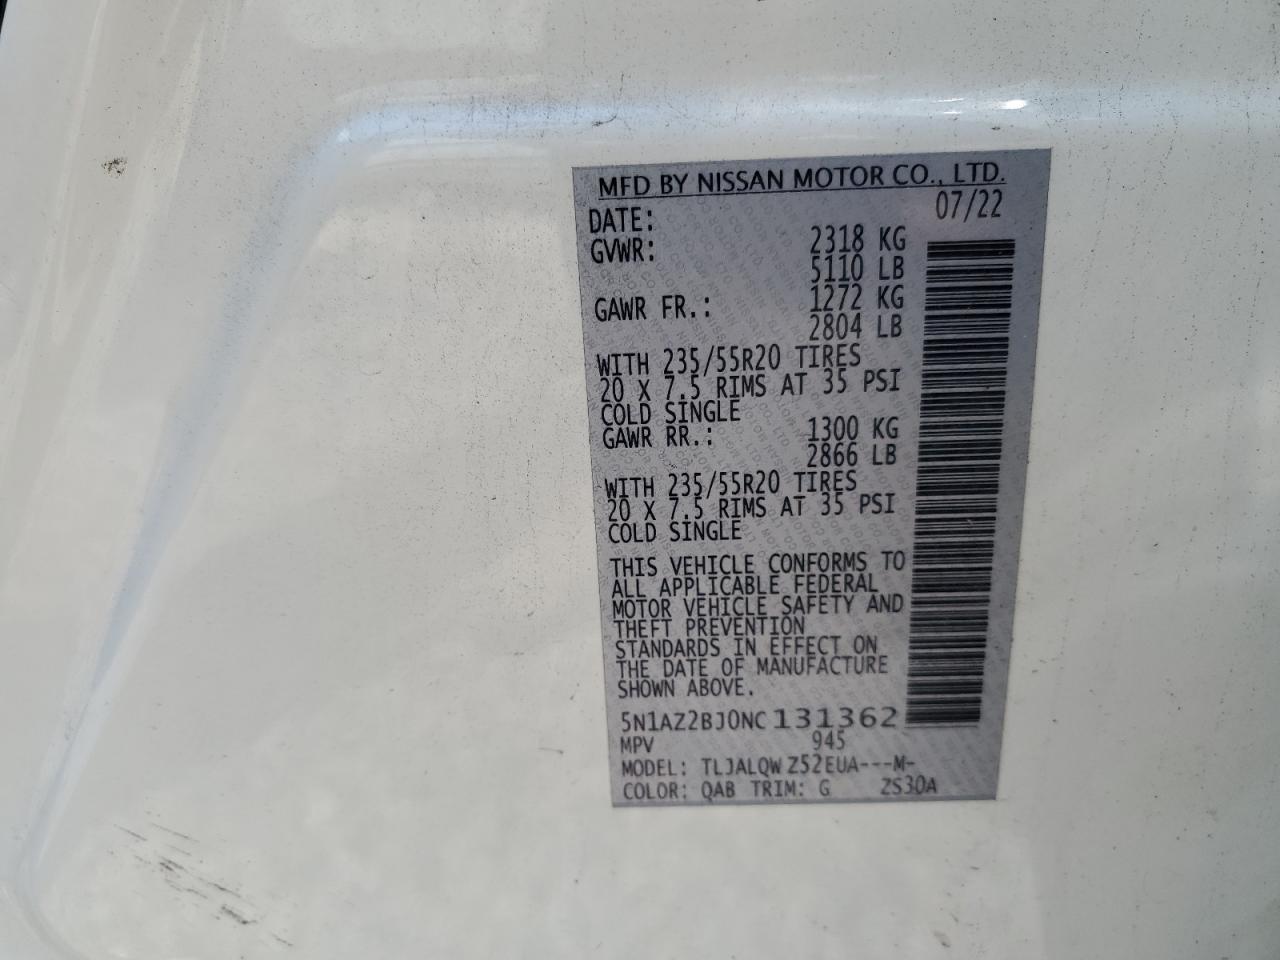 MFD BY NISSAN MOTOR CO., LTD.
DATE: 07/22
GVWR: 2318 KG
5110 LB
GAWR FR.: 1272 KG
2804 LB
WITH 235/55R20 TIRES
20 X 7.5 RIMS AT 35 PSI
COLD SINGLE
GAWR RR.: 1300 KG
2866 LB
WITH 235/55R20 TIRES
20 X 7.5 RIMS AT 35 PSI
COLD SINGLE
THIS VEHICLE CONFORMS TO
ALL APPLICABLE FEDERAL
MOTOR VEHICLE SAFETY AND
THEFT PREVENTION
STANDARDS IN EFFECT ON
THE DATE OF MANUFACTURE
SHOWN ABOVE.
5N1AZ2BJ0NC131362
MPV 945
MODEL: TLJALQW Z52EUA---M-
COLOR: QAB TRIM: G ZS30A